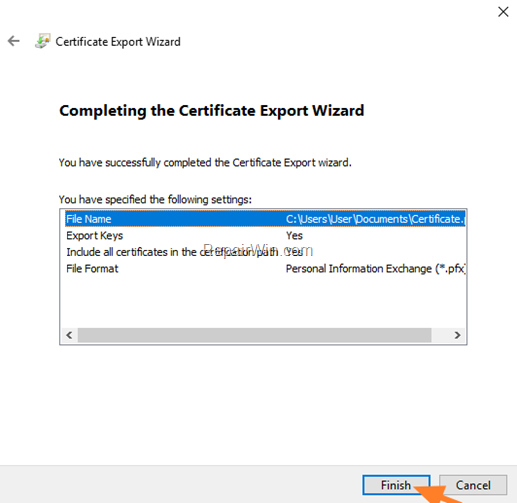 Certificate Export Wizard
Completing the Certificate Export Wizard
You have successfully completed the Certificate Export wizard.
You have specified the following settings:
File Name C:\Users\User\Documents\Certificate.p
Export Keys Yes
Include all certificates in the certification path Yes
RepairWin.com
File Format Personal Information Exchange (*.pfx)
Finish Cancel